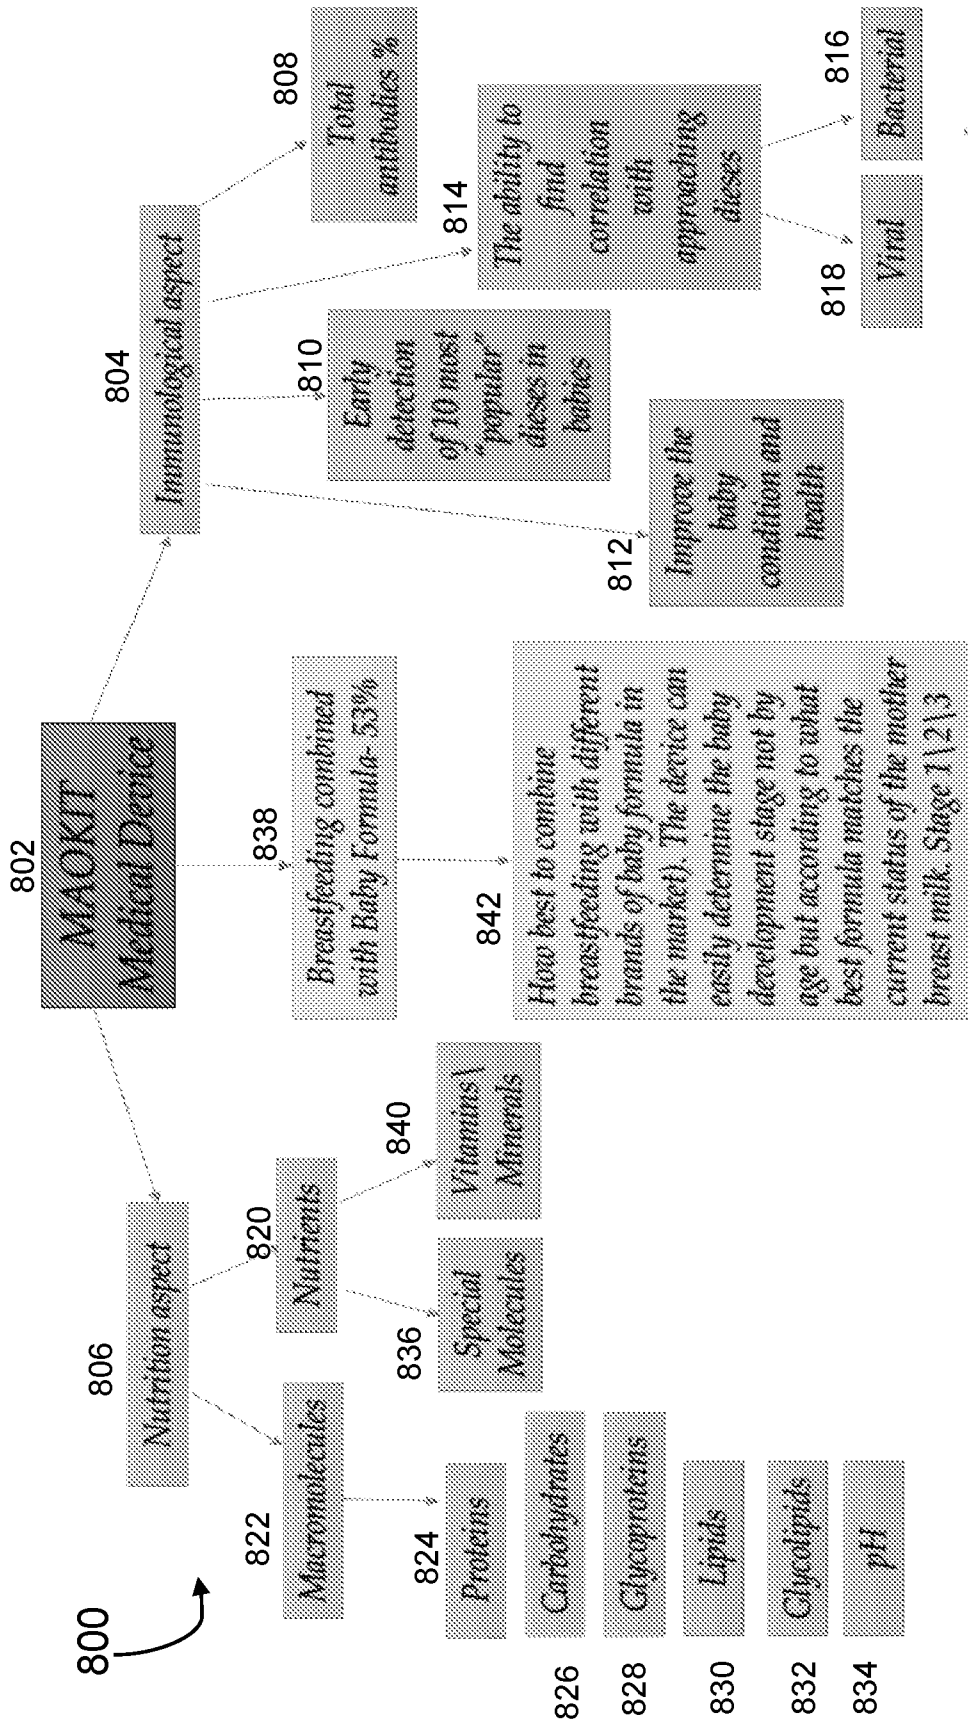 800
802
MAOKIT
Medical Device
806
Nutrition aspect
822
Macromolecules
824
Proteins
826
Carbohydrates
828
Glycoproteins
830
Lipids
832
Glycolipids
834
pH
820
Nutrients
836
Special
Molecules
840
Vitamins\
Minerals
838
Breastfeeding combined
with Baby Formula- 53%
842
How best to combine
breastfeeding with different
brands of baby formula in
the market). The device can
easily determine the baby
development stage not by
age but according to what
best formula matches the
current status of the mother
breast milk. Stage 1\2\3
804
Immunological aspect
812
Improve the
baby
condition and
health
810
Early
detection
of 10 most
“popular”
dieses in
babies
814
The ability to
find
correlation
with
approaching
dieses
818
Viral
816
Bacterial
808
Total
antibodies %